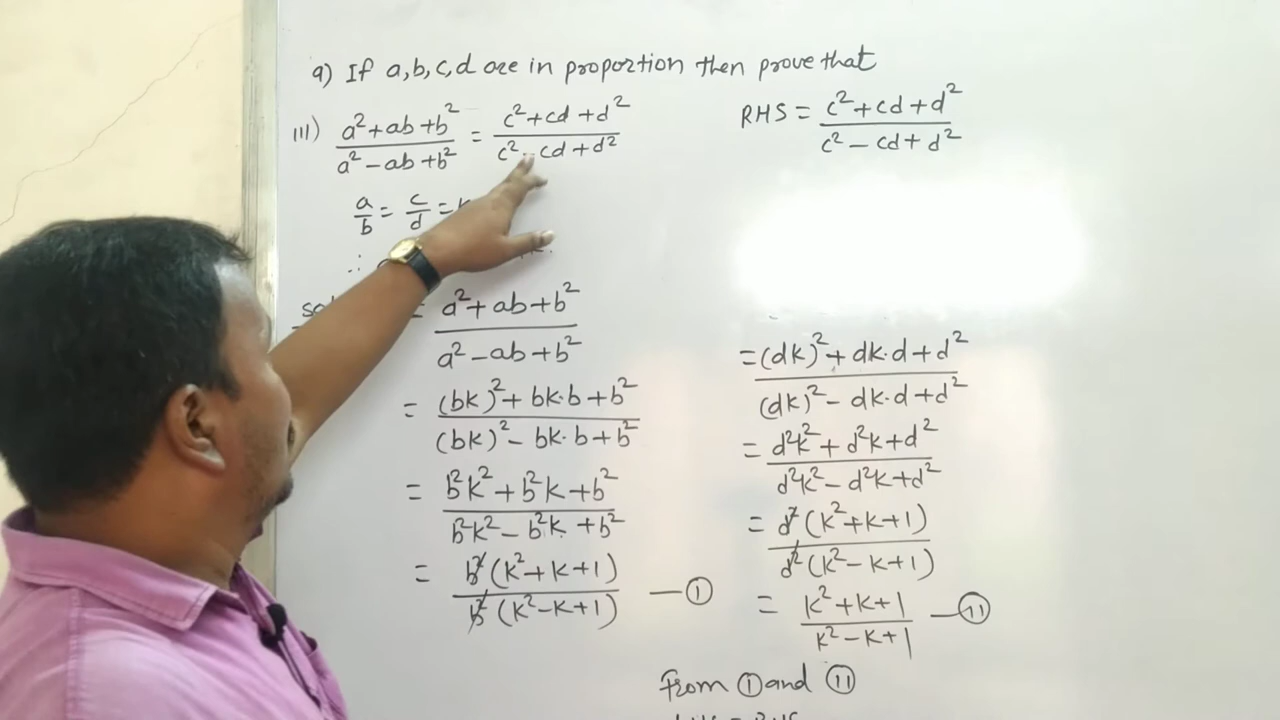 9) If a,b,c,d are in proportion then prove that
III) (a²+ab+b²)/(a²-ab+b²) = (c²+cd+d²)/(c²-cd+d²)
a/b = c/d =
∴
= (a²+ab+b²)/(a²-ab+b²)
= ((bk)²+bk·b+b²)/((bk)²-bk·b+b²)
= (b²k²+b²k+b²)/(b²k²-b²k+b²)
= b²(k²+k+1)/b²(k²-k+1) —①
RHS = (c²+cd+d²)/(c²-cd+d²)
= ((dk)²+dk·d+d²)/((dk)²-dk·d+d²)
= (d²k²+d²k+d²)/(d²k²-d²k+d²)
= d²(k²+k+1)/d²(k²-k+1)
= (k²+k+1)/(k²-k+1) —(II)
From ① and (II)